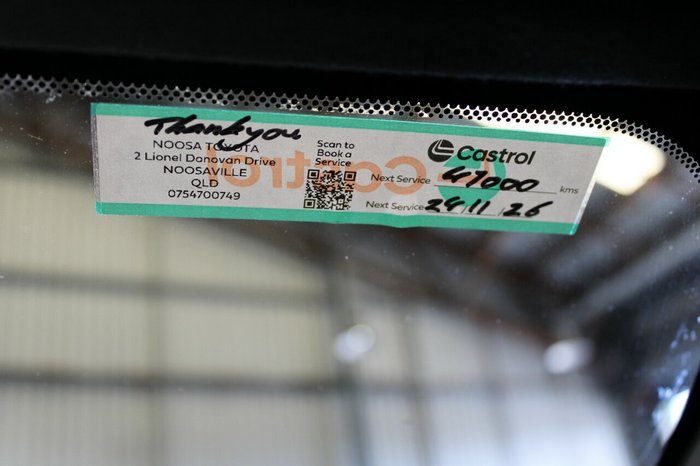 Thankyou
NOOSA TOYOTA
2 Lionel Donovan Drive
NOOSAVILLE
QLD
0754700749
Scan to
Book a
Service
Castrol
Castrol
Next Service 47000 kms
Next Service 24/11/26